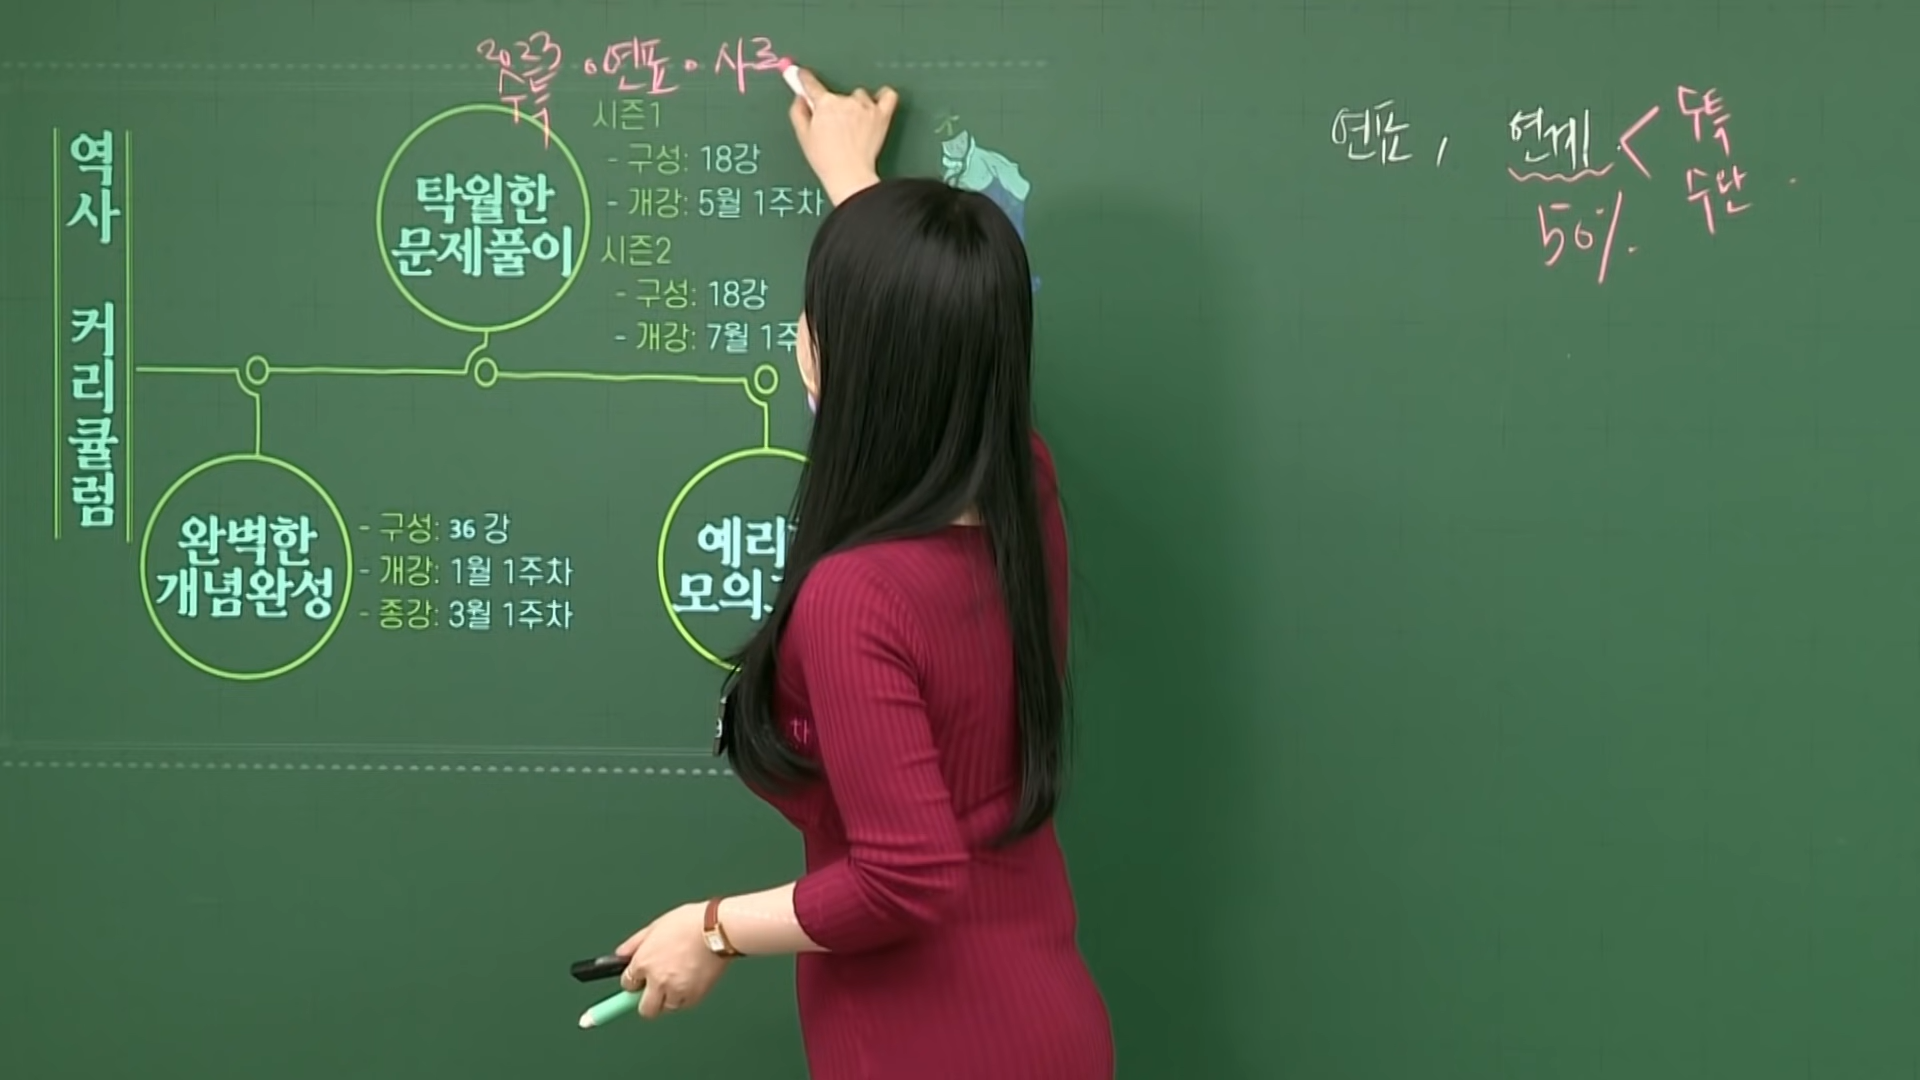 2023 · 연표 · 사료
수특
역사 커리큘럼
탁월한
문제풀이
시즌1
- 구성: 18강
- 개강: 5월 1주차
시즌2
- 구성: 18강
- 개강: 7월 1주
완벽한
개념완성
- 구성: 36 강
- 개강: 1월 1주차
- 종강: 3월 1주차
예리
모의
차
연표, 연계 < 수특
수완
50%.